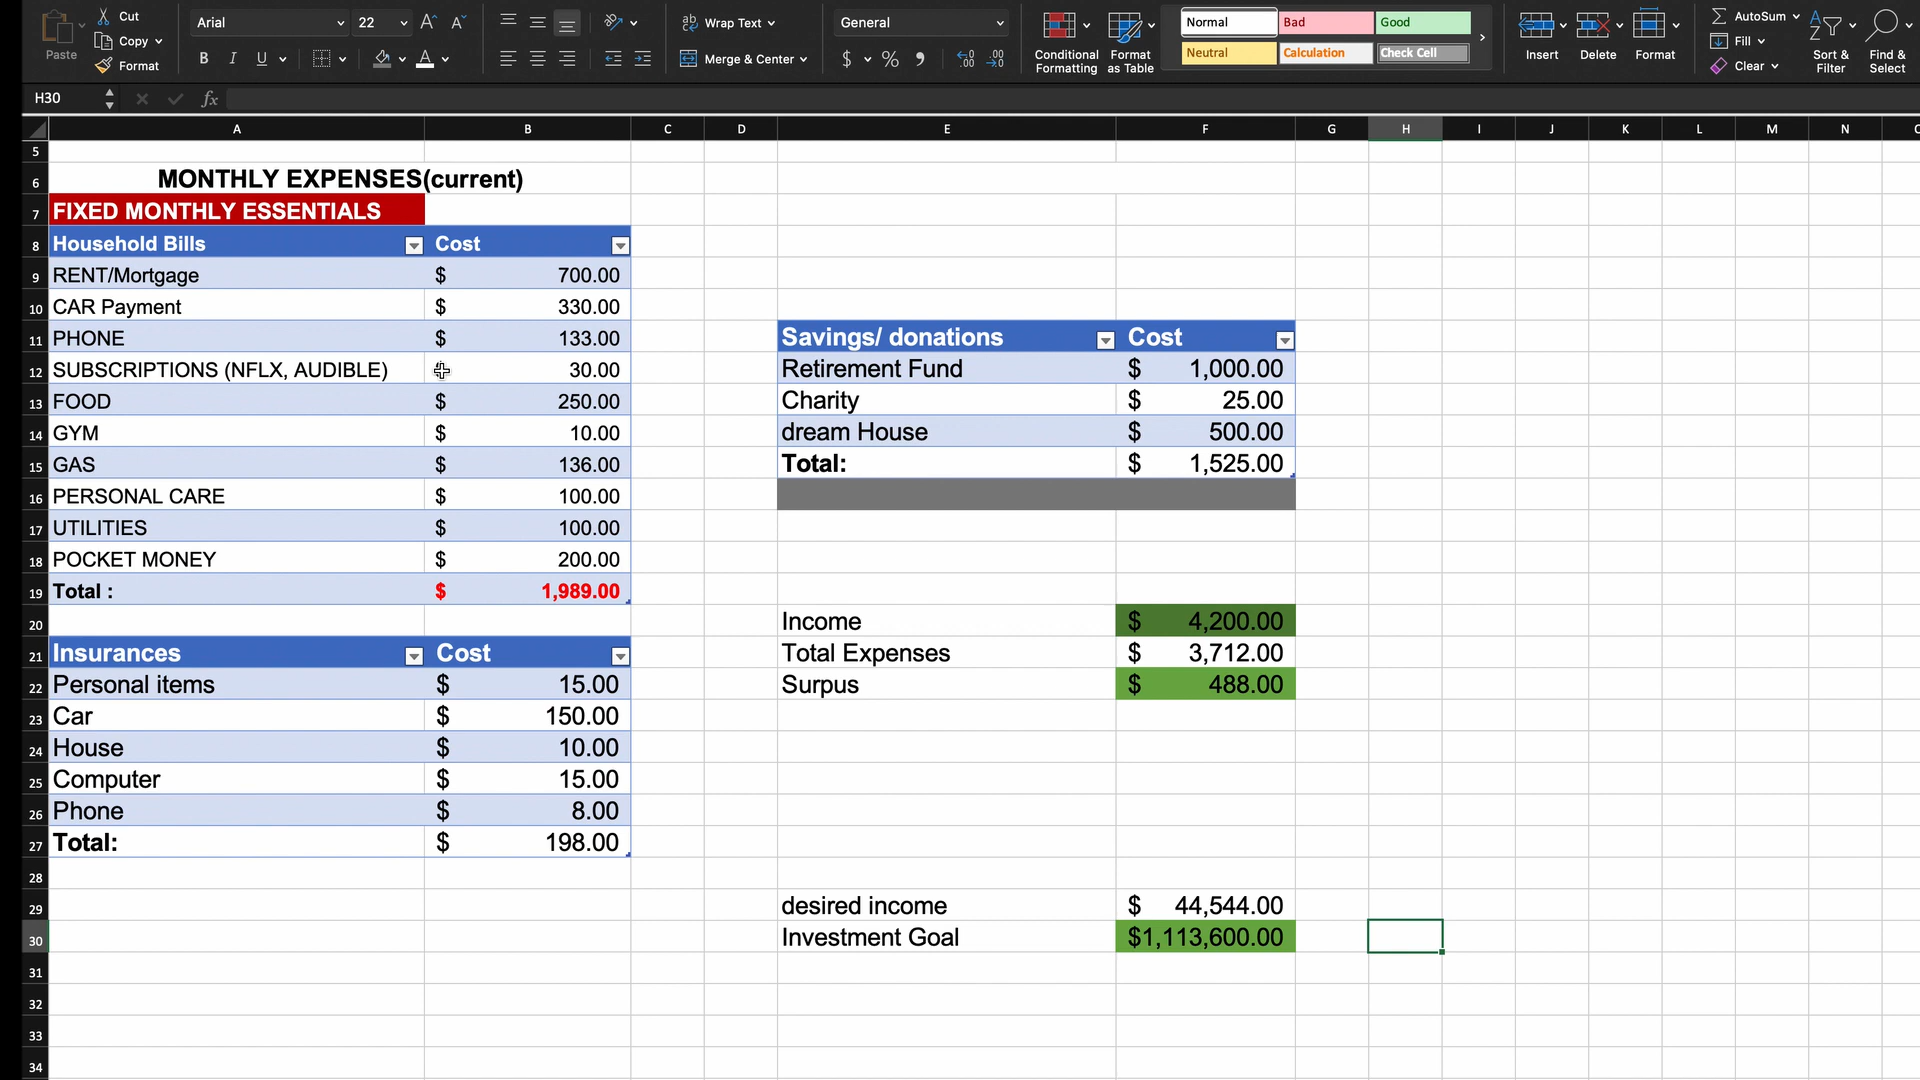 Cut
Arial 22
Wrap Text
General
Normal Bad Good
AutoSum
Paste
Copy
Fill
Format
B I U
A
Merge & Center
$ %
Conditional Formatting
Format as Table
Neutral Calculation Check Cell
Insert Delete Format
Clear
Sort & Filter
Find & Select
H30
fx
A B C D E F G H I J K L M N
5
6 MONTHLY EXPENSES(current)
7 FIXED MONTHLY ESSENTIALS
8 Household Bills Cost
9 RENT/Mortgage $ 700.00
10 CAR Payment $ 330.00
11 PHONE $ 133.00 Savings/ donations Cost
12 SUBSCRIPTIONS (NFLX, AUDIBLE) 30.00 Retirement Fund $ 1,000.00
13 FOOD $ 250.00 Charity $ 25.00
14 GYM $ 10.00 dream House $ 500.00
15 GAS $ 136.00 Total: $ 1,525.00
16 PERSONAL CARE $ 100.00
17 UTILITIES $ 100.00
18 POCKET MONEY $ 200.00
19 Total : $ 1,989.00
20 Income $ 4,200.00
21 Insurances Cost Total Expenses $ 3,712.00
22 Personal items $ 15.00 Surpus $ 488.00
23 Car $ 150.00
24 House $ 10.00
25 Computer $ 15.00
26 Phone $ 8.00
27 Total: $ 198.00
28
29 desired income $ 44,544.00
30 Investment Goal $1,113,600.00
31
32
33
34